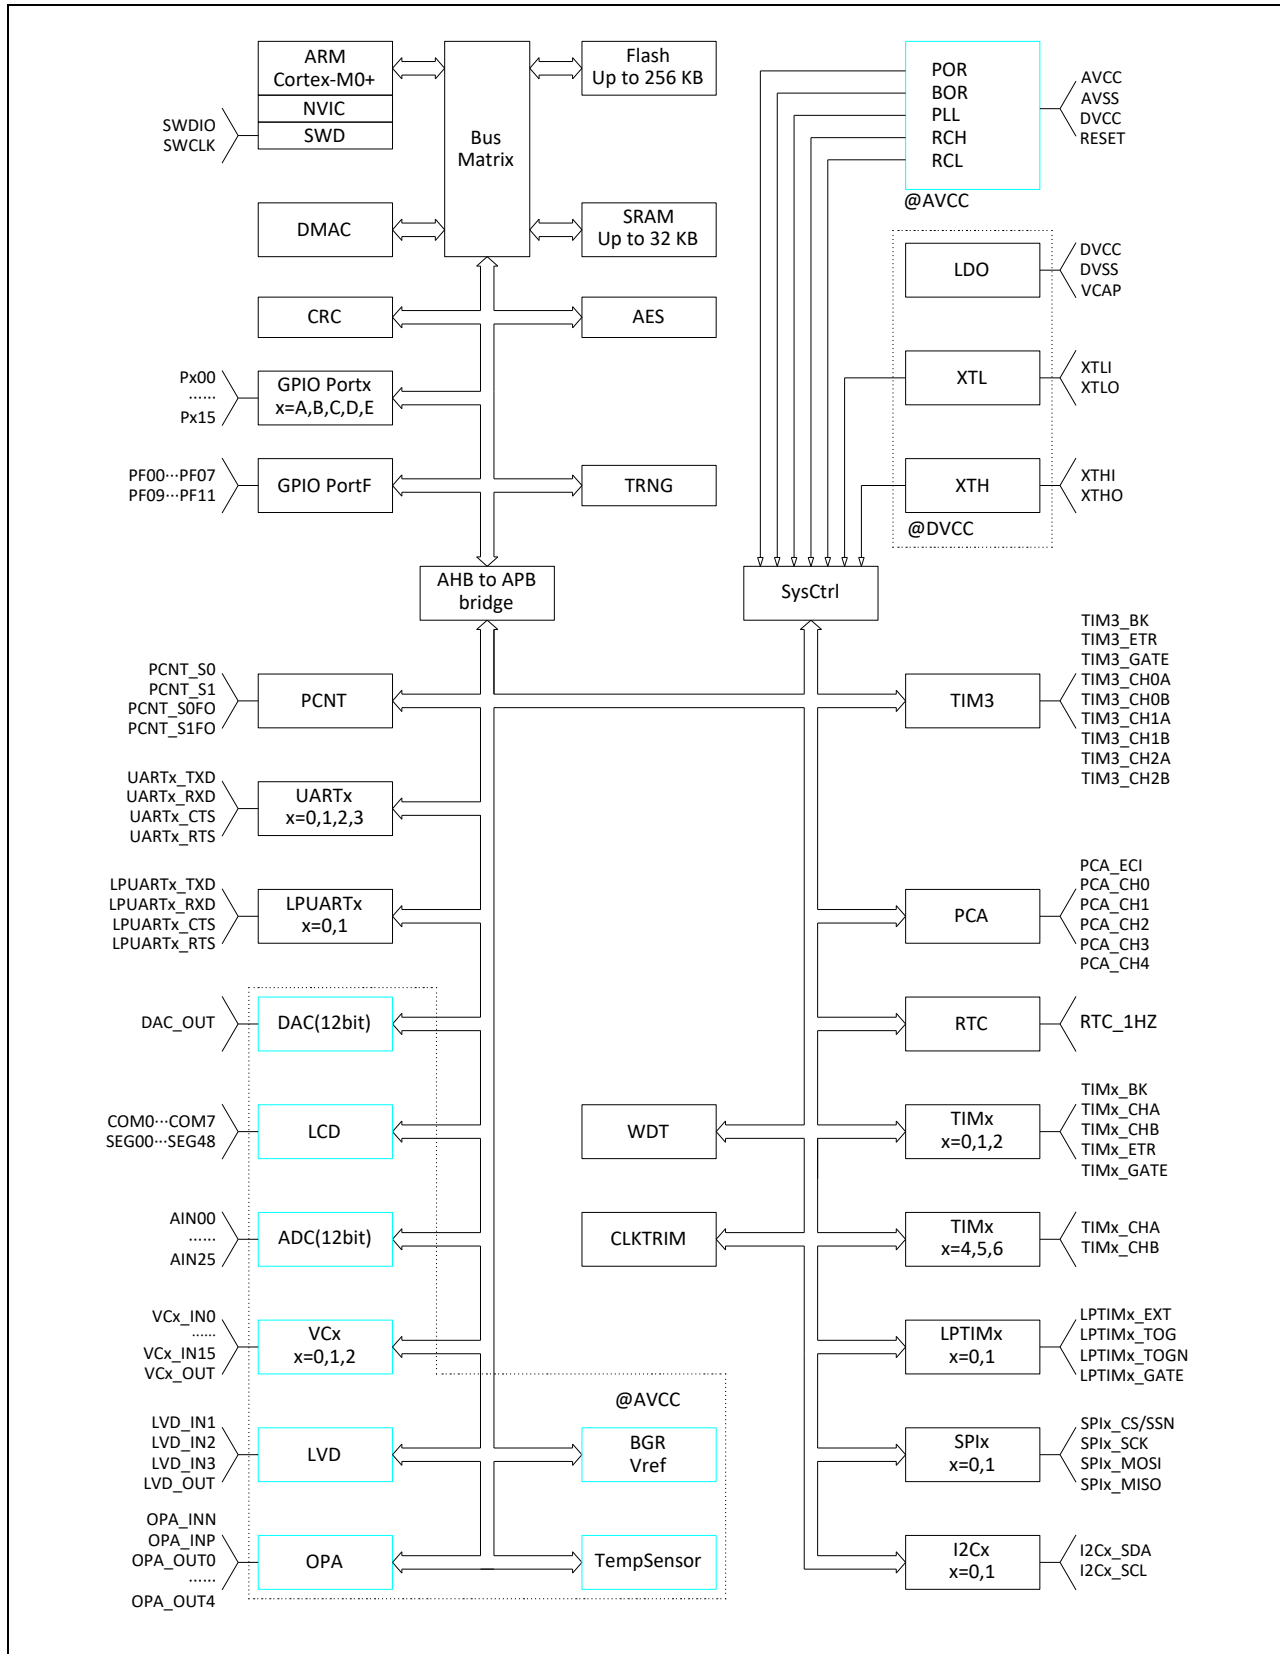 ARM
Cortex-M0+
NVIC
SWD
SWDIO
SWCLK
Bus
Matrix
Flash
Up to 256 KB
DMAC
SRAM
Up to 32 KB
POR
BOR
PLL
RCH
RCL
@AVCC
AVCC
AVSS
DVCC
RESET
LDO
DVCC
DVSS
VCAP
XTL
XTLI
XTLO
XTH
@DVCC
XTHI
XTHO
CRC
AES
Px00
......
Px15
GPIO Portx
x=A,B,C,D,E
PF00···PF07
PF09···PF11
GPIO PortF
TRNG
AHB to APB
bridge
SysCtrl
PCNT_S0
PCNT_S1
PCNT_S0FO
PCNT_S1FO
PCNT
TIM3
TIM3_BK
TIM3_ETR
TIM3_GATE
TIM3_CH0A
TIM3_CH0B
TIM3_CH1A
TIM3_CH1B
TIM3_CH2A
TIM3_CH2B
UARTx_TXD
UARTx_RXD
UARTx_CTS
UARTx_RTS
UARTx
x=0,1,2,3
LPUARTx_TXD
LPUARTx_RXD
LPUARTx_CTS
LPUARTx_RTS
LPUARTx
x=0,1
PCA
PCA_ECI
PCA_CH0
PCA_CH1
PCA_CH2
PCA_CH3
PCA_CH4
DAC_OUT
DAC(12bit)
RTC
RTC_1HZ
COM0···COM7
SEG00···SEG48
LCD
WDT
TIMx
x=0,1,2
TIMx_BK
TIMx_CHA
TIMx_CHB
TIMx_ETR
TIMx_GATE
AIN00
......
AIN25
ADC(12bit)
CLKTRIM
TIMx
x=4,5,6
TIMx_CHA
TIMx_CHB
VCx_IN0
......
VCx_IN15
VCx_OUT
VCx
x=0,1,2
LPTIMx
x=0,1
LPTIMx_EXT
LPTIMx_TOG
LPTIMx_TOGN
LPTIMx_GATE
@AVCC
LVD_IN1
LVD_IN2
LVD_IN3
LVD_OUT
LVD
BGR
Vref
SPIx
x=0,1
SPIx_CS/SSN
SPIx_SCK
SPIx_MOSI
SPIx_MISO
OPA_INN
OPA_INP
OPA_OUT0
......
OPA_OUT4
OPA
TempSensor
I2Cx
x=0,1
I2Cx_SDA
I2Cx_SCL